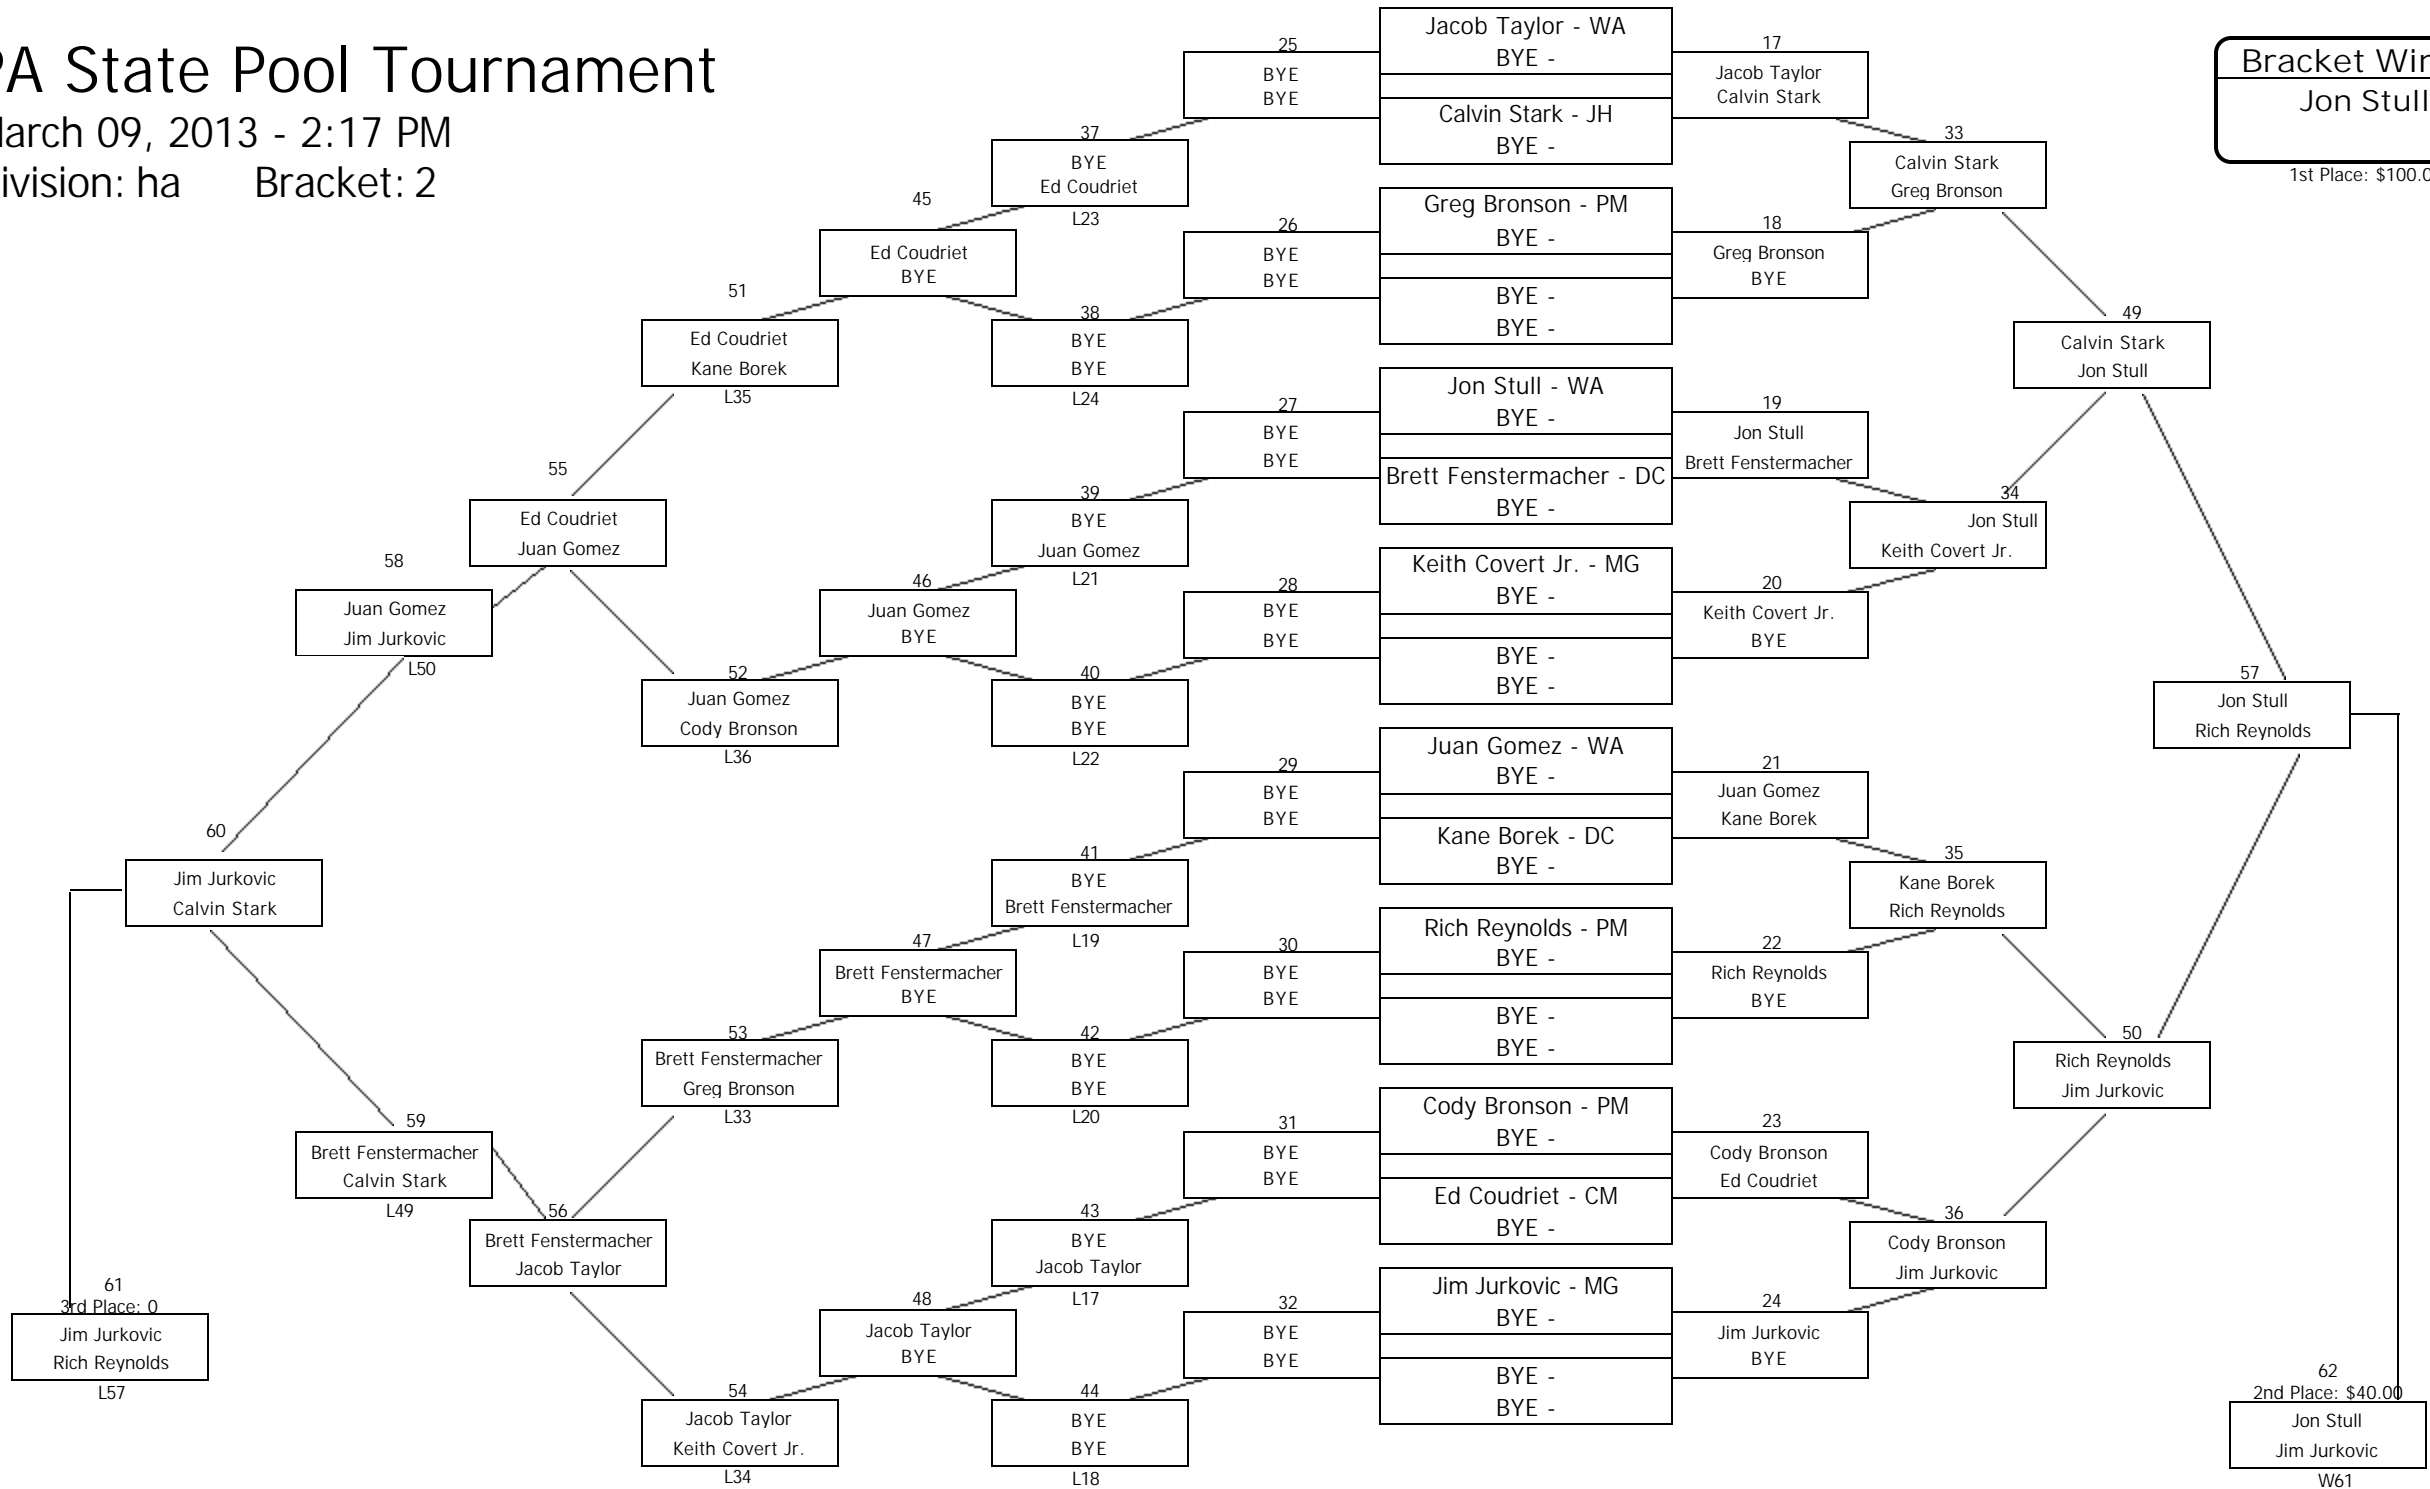 PA State Pool Tournament
March 09, 2013 - 2:17 PM
Division: ha Bracket: 2
Bracket Win
Jon Stull
1st Place: $100.0
61
3rd Place: 0
Jim Jurkovic
Rich Reynolds
L57
60
Jim Jurkovic
Calvin Stark
58
Juan Gomez
Jim Jurkovic
L50
59
Brett Fenstermacher
Calvin Stark
L49
55
Ed Coudriet
Juan Gomez
56
Brett Fenstermacher
Jacob Taylor
51
Ed Coudriet
Kane Borek
L35
52
Juan Gomez
Cody Bronson
L36
53
Brett Fenstermacher
Greg Bronson
L33
54
Jacob Taylor
Keith Covert Jr.
L34
45
Ed Coudriet
BYE
46
Juan Gomez
BYE
47
Brett Fenstermacher
BYE
48
Jacob Taylor
BYE
37
BYE
Ed Coudriet
L23
38
BYE
BYE
L24
39
BYE
Juan Gomez
L21
40
BYE
BYE
L22
41
BYE
Brett Fenstermacher
L19
42
BYE
BYE
L20
43
BYE
Jacob Taylor
L17
44
BYE
BYE
L18
25
BYE
BYE
26
BYE
BYE
27
BYE
BYE
28
BYE
BYE
29
BYE
BYE
30
BYE
BYE
31
BYE
BYE
32
BYE
BYE
Jacob Taylor - WA
BYE -
Calvin Stark - JH
BYE -
Greg Bronson - PM
BYE -
BYE -
BYE -
Jon Stull - WA
BYE -
Brett Fenstermacher - DC
BYE -
Keith Covert Jr. - MG
BYE -
BYE -
BYE -
Juan Gomez - WA
BYE -
Kane Borek - DC
BYE -
Rich Reynolds - PM
BYE -
BYE -
BYE -
Cody Bronson - PM
BYE -
Ed Coudriet - CM
BYE -
Jim Jurkovic - MG
BYE -
BYE -
BYE -
17
Jacob Taylor
Calvin Stark
18
Greg Bronson
BYE
19
Jon Stull
Brett Fenstermacher
20
Keith Covert Jr.
BYE
21
Juan Gomez
Kane Borek
22
Rich Reynolds
BYE
23
Cody Bronson
Ed Coudriet
24
Jim Jurkovic
BYE
33
Calvin Stark
Greg Bronson
34
Jon Stull
Keith Covert Jr.
35
Kane Borek
Rich Reynolds
36
Cody Bronson
Jim Jurkovic
49
Calvin Stark
Jon Stull
50
Rich Reynolds
Jim Jurkovic
57
Jon Stull
Rich Reynolds
62
2nd Place: $40.00
Jon Stull
Jim Jurkovic
W61